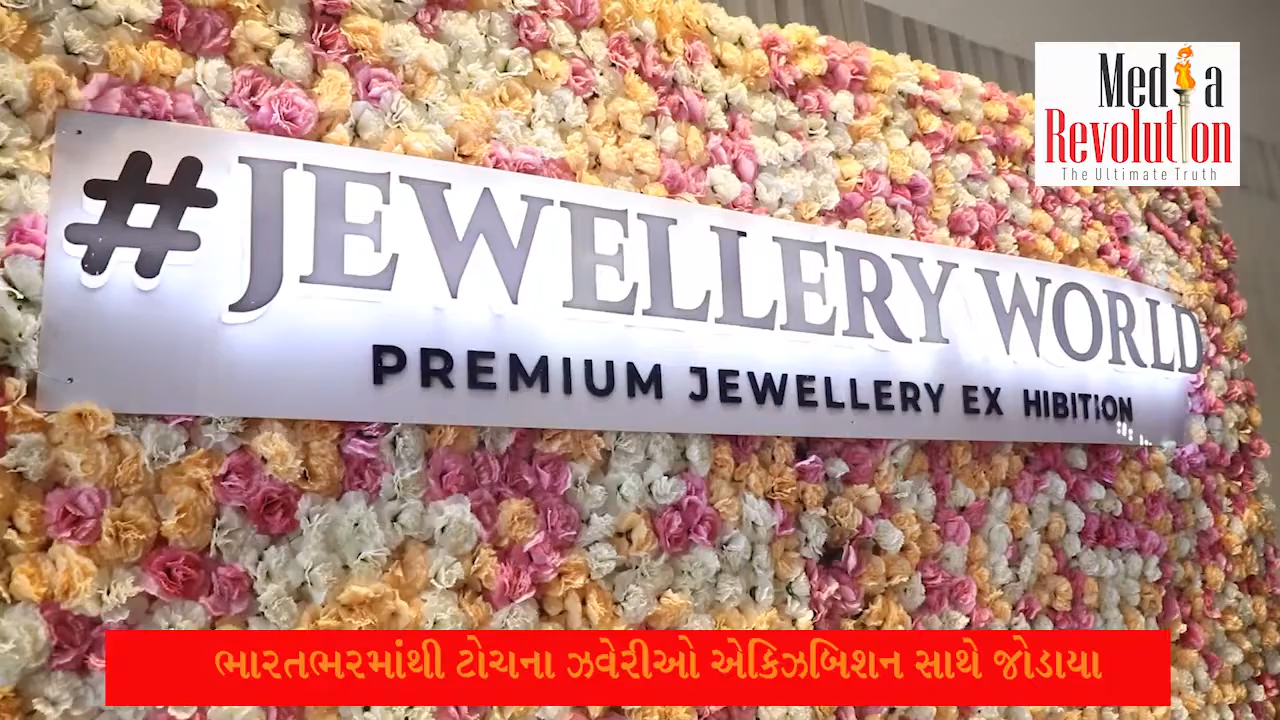 Media
Revolution
The Ultimate Truth
#JEWELLERY WORLD
PREMIUM JEWELLERY EX HIBITION
ભારતભરમાંથી ટોચના ઝવેરીઓ એકિઝબિશન સાથે જોડાયા